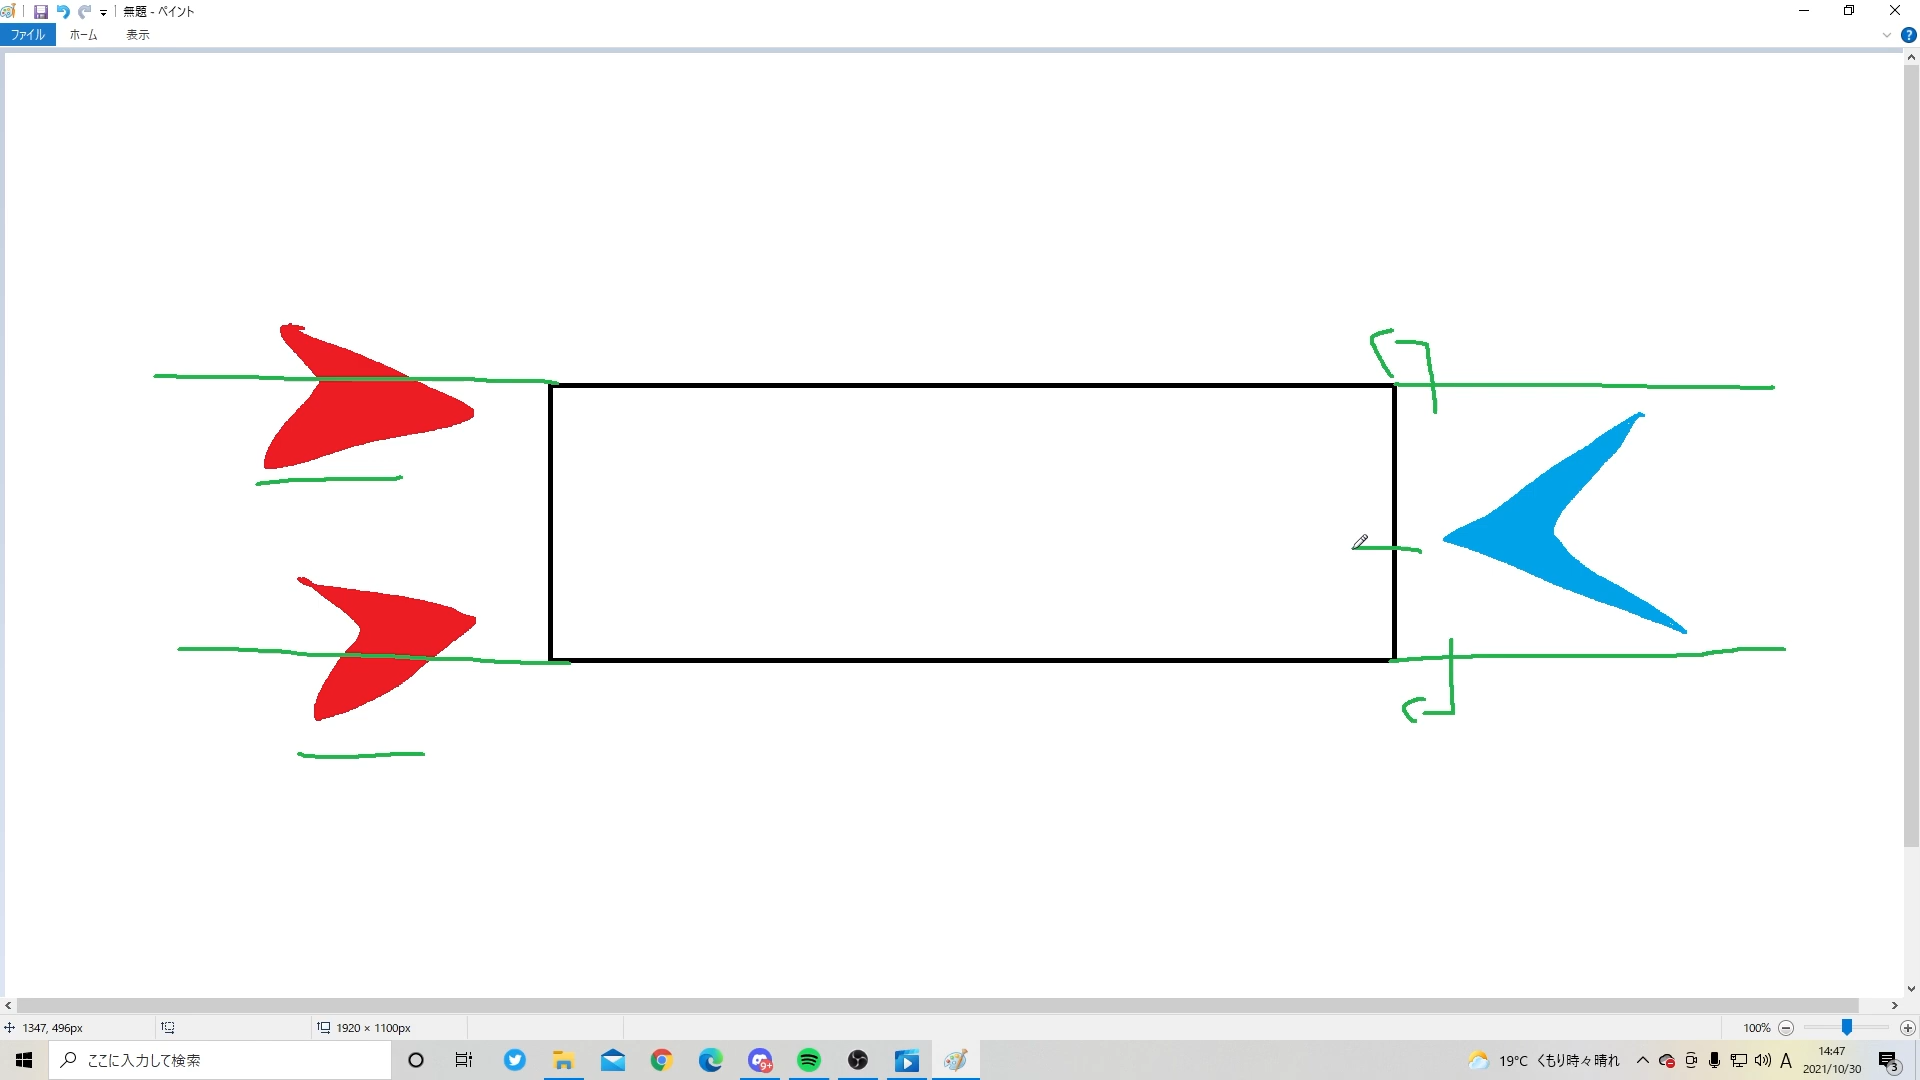 無題 - ペイント
ファイル ホーム 表示
?
1347, 496px
1920 × 1100px
100%
ここに入力して検索
9+
19°C くもり時々晴れ
A
14:47
2021/10/30
3